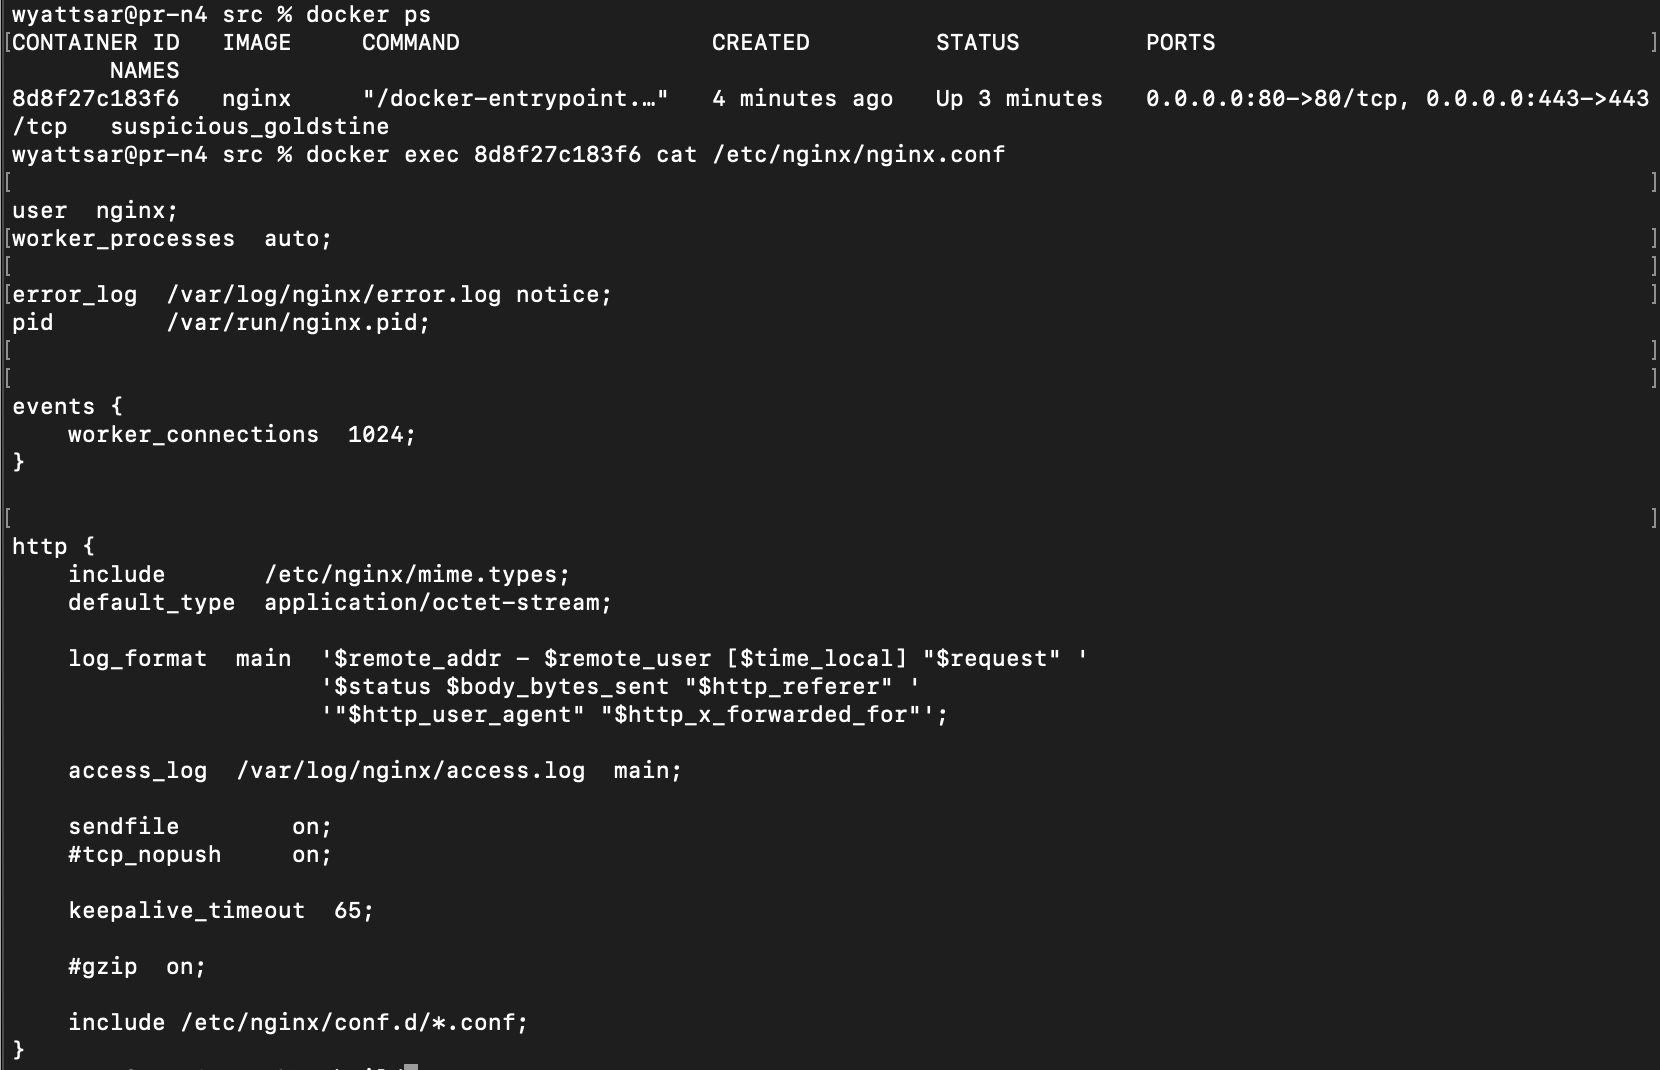 wyattsar@pr-n4 src % docker ps
[CONTAINER ID   IMAGE     COMMAND                  CREATED         STATUS         PORTS                               ]
       NAMES
8d8f27c183f6   nginx     "/docker-entrypoint.…"   4 minutes ago   Up 3 minutes   0.0.0.0:80->80/tcp, 0.0.0.0:443->443
/tcp   suspicious_goldstine
wyattsar@pr-n4 src % docker exec 8d8f27c183f6 cat /etc/nginx/nginx.conf
[ ]
user  nginx;
[worker_processes  auto; ]
[ ]
[error_log  /var/log/nginx/error.log notice; ]
pid        /var/run/nginx.pid;
[ ]
[ ]
events {
    worker_connections  1024;
}
[ ]
http {
    include       /etc/nginx/mime.types;
    default_type  application/octet-stream;
    log_format  main  '$remote_addr - $remote_user [$time_local] "$request" '
                      '$status $body_bytes_sent "$http_referer" '
                      '"$http_user_agent" "$http_x_forwarded_for"';
    access_log  /var/log/nginx/access.log  main;
    sendfile        on;
    #tcp_nopush     on;
    keepalive_timeout  65;
    #gzip  on;
    include /etc/nginx/conf.d/*.conf;
}